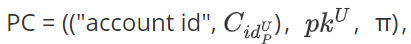 PC = (("account id", C_{id_P^U}), pk^U, π),